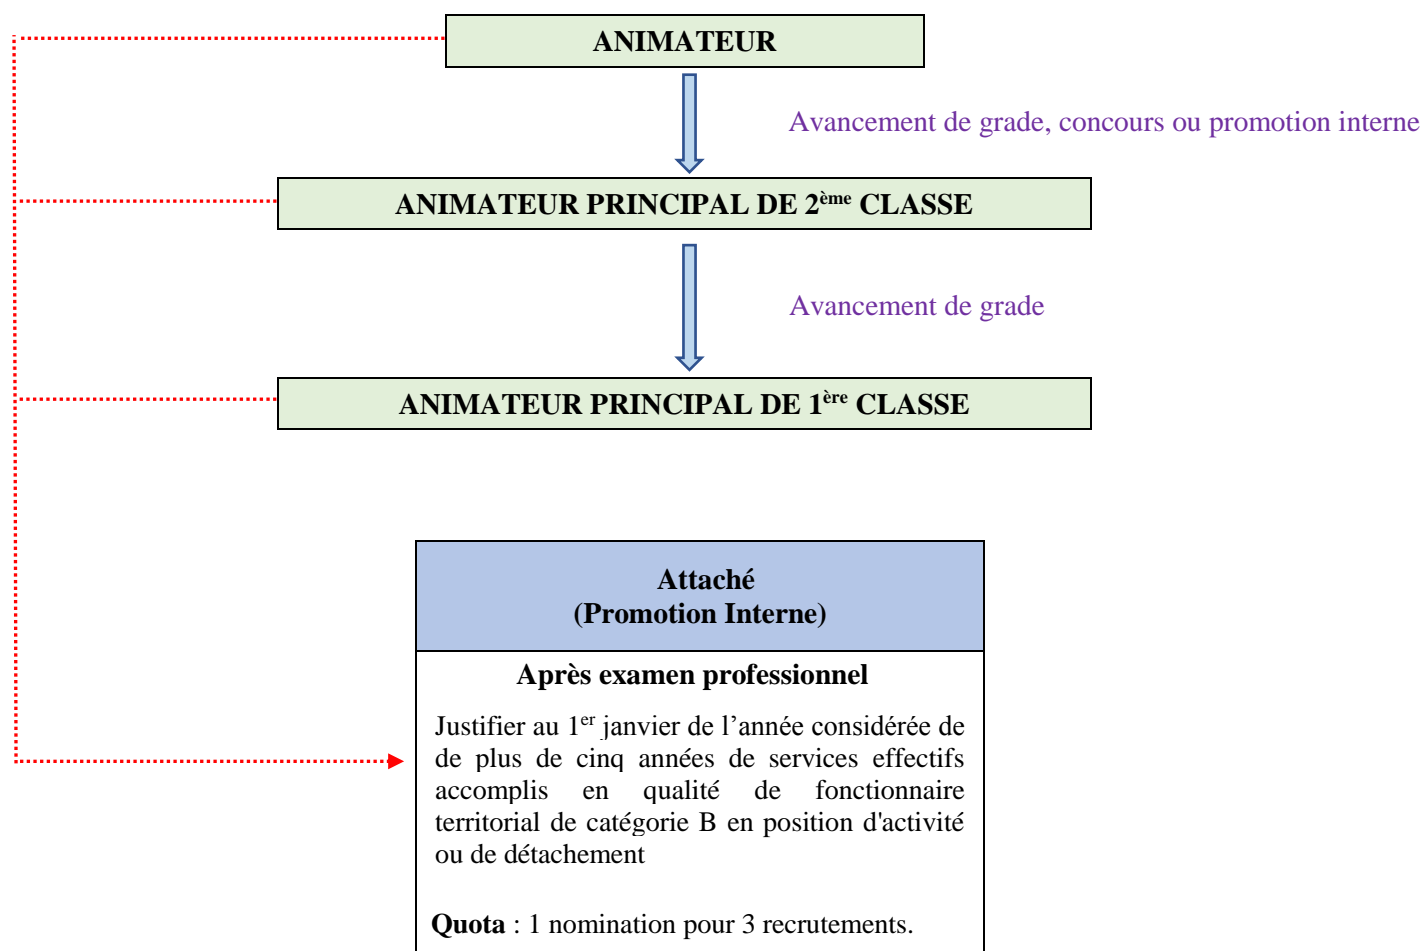 ANIMATEUR
Avancement de grade, concours ou promotion interne
ANIMATEUR PRINCIPAL DE 2ème CLASSE
Avancement de grade
ANIMATEUR PRINCIPAL DE 1ère CLASSE
Attaché
(Promotion Interne)
Après examen professionnel
Justifier au 1er janvier de l’année considérée de
de plus de cinq années de services effectifs
accomplis en qualité de fonctionnaire
territorial de catégorie B en position d'activité
ou de détachement
Quota : 1 nomination pour 3 recrutements.